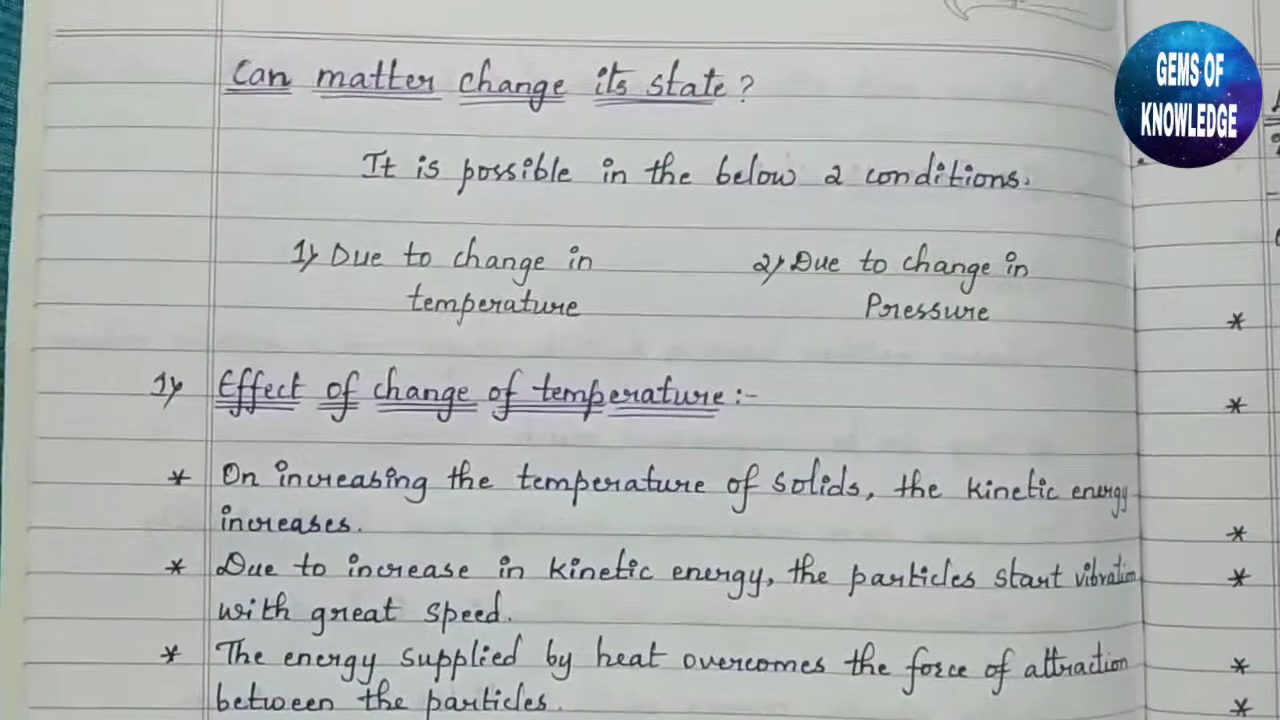 GEMS OF
KNOWLEDGE
Can matter change its state?
It is possible in the below 2 conditions.
1) Due to change in
temperature
2) Due to change in
Pressure
1) Effect of change of temperature :-
* On increasing the temperature of solids, the kinetic energy
increases.
* Due to increase in kinetic energy, the particles start vibration
with great speed.
* The energy supplied by heat overcomes the force of attraction
between the particles.
*
*
*
*
*
*